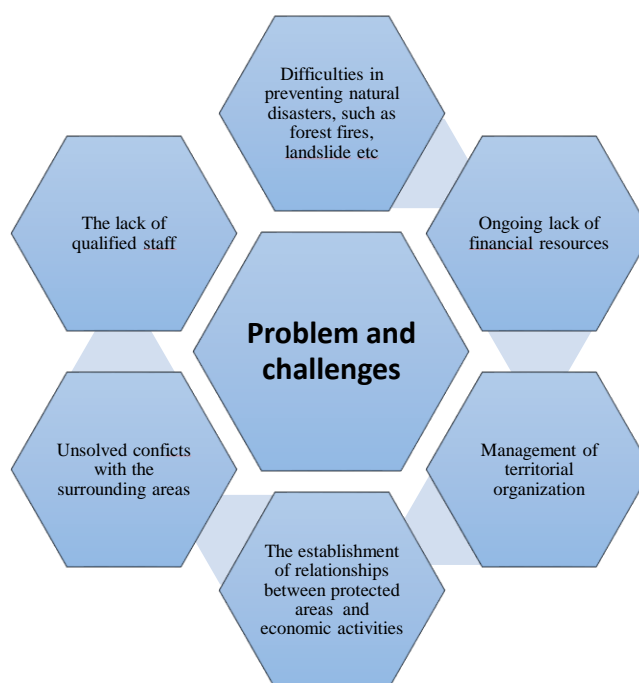 Difficulties in
preventing natural
disasters, such as
forest fires,
landslide etc
The lack of
qualified staff
Ongoing lack of
financial resources
Problem and
challenges
Unsolved conficts
with the
surrounding areas
Management of
territorial
organization
The establishment
of relationships
between protected
areas and
economic activities